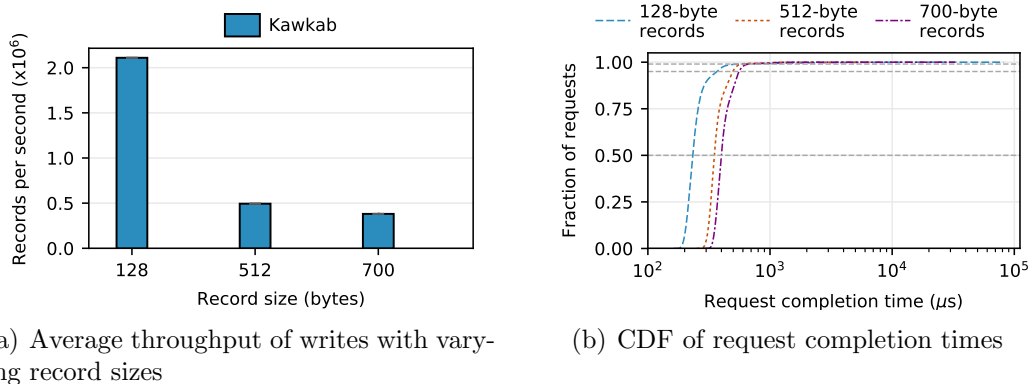 Kawkab
Records per second (x10⁶)
2.0
1.5
1.0
0.5
0.0
128 512 700
Record size (bytes)
a) Average throughput of writes with vary-
ng record sizes
128-byte records
512-byte records
700-byte records
Fraction of requests
1.00
0.75
0.50
0.25
0.00
10² 10³ 10⁴ 10⁵
Request completion time (μs)
(b) CDF of request completion times